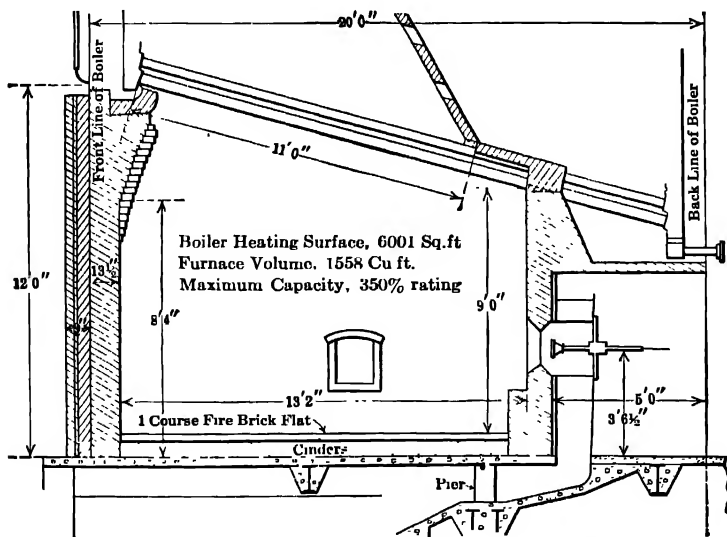 20'0"
Front Line of Boiler
Back Line of Boiler
11'0"
Boiler Heating Surface, 6001 Sq.ft
Furnace Volume, 1558 Cu ft.
Maximum Capacity, 350% rating
12'0"
13½"
8'4"
9'0"
13'2"
5'0"
3'6½"
1 Course Fire Brick Flat
Cinders
Pier